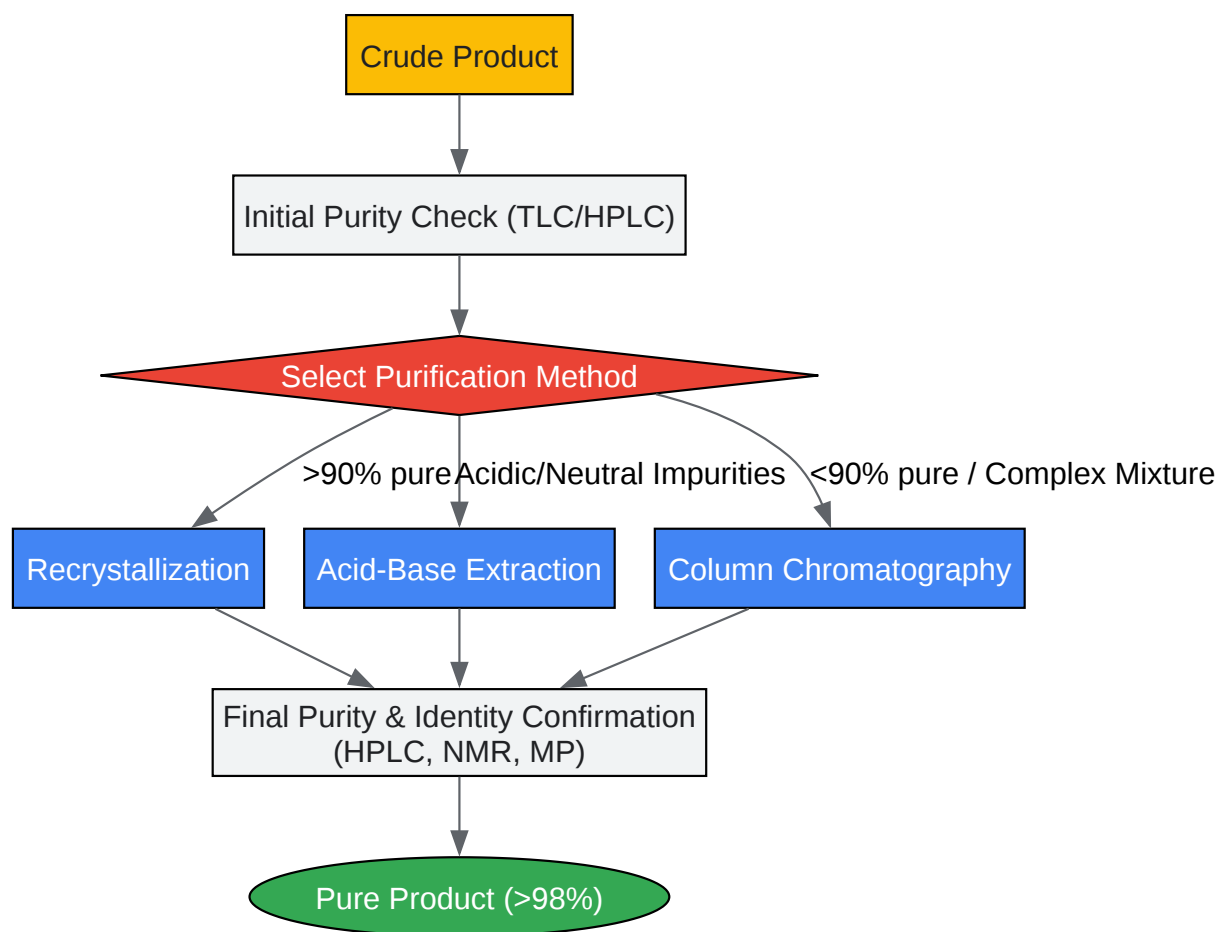 Crude Product
Initial Purity Check (TLC/HPLC)
Select Purification Method
>90% pure
Acidic/Neutral Impurities
<90% pure / Complex Mixture
Recrystallization
Acid-Base Extraction
Column Chromatography
Final Purity & Identity Confirmation
(HPLC, NMR, MP)
Pure Product (>98%)